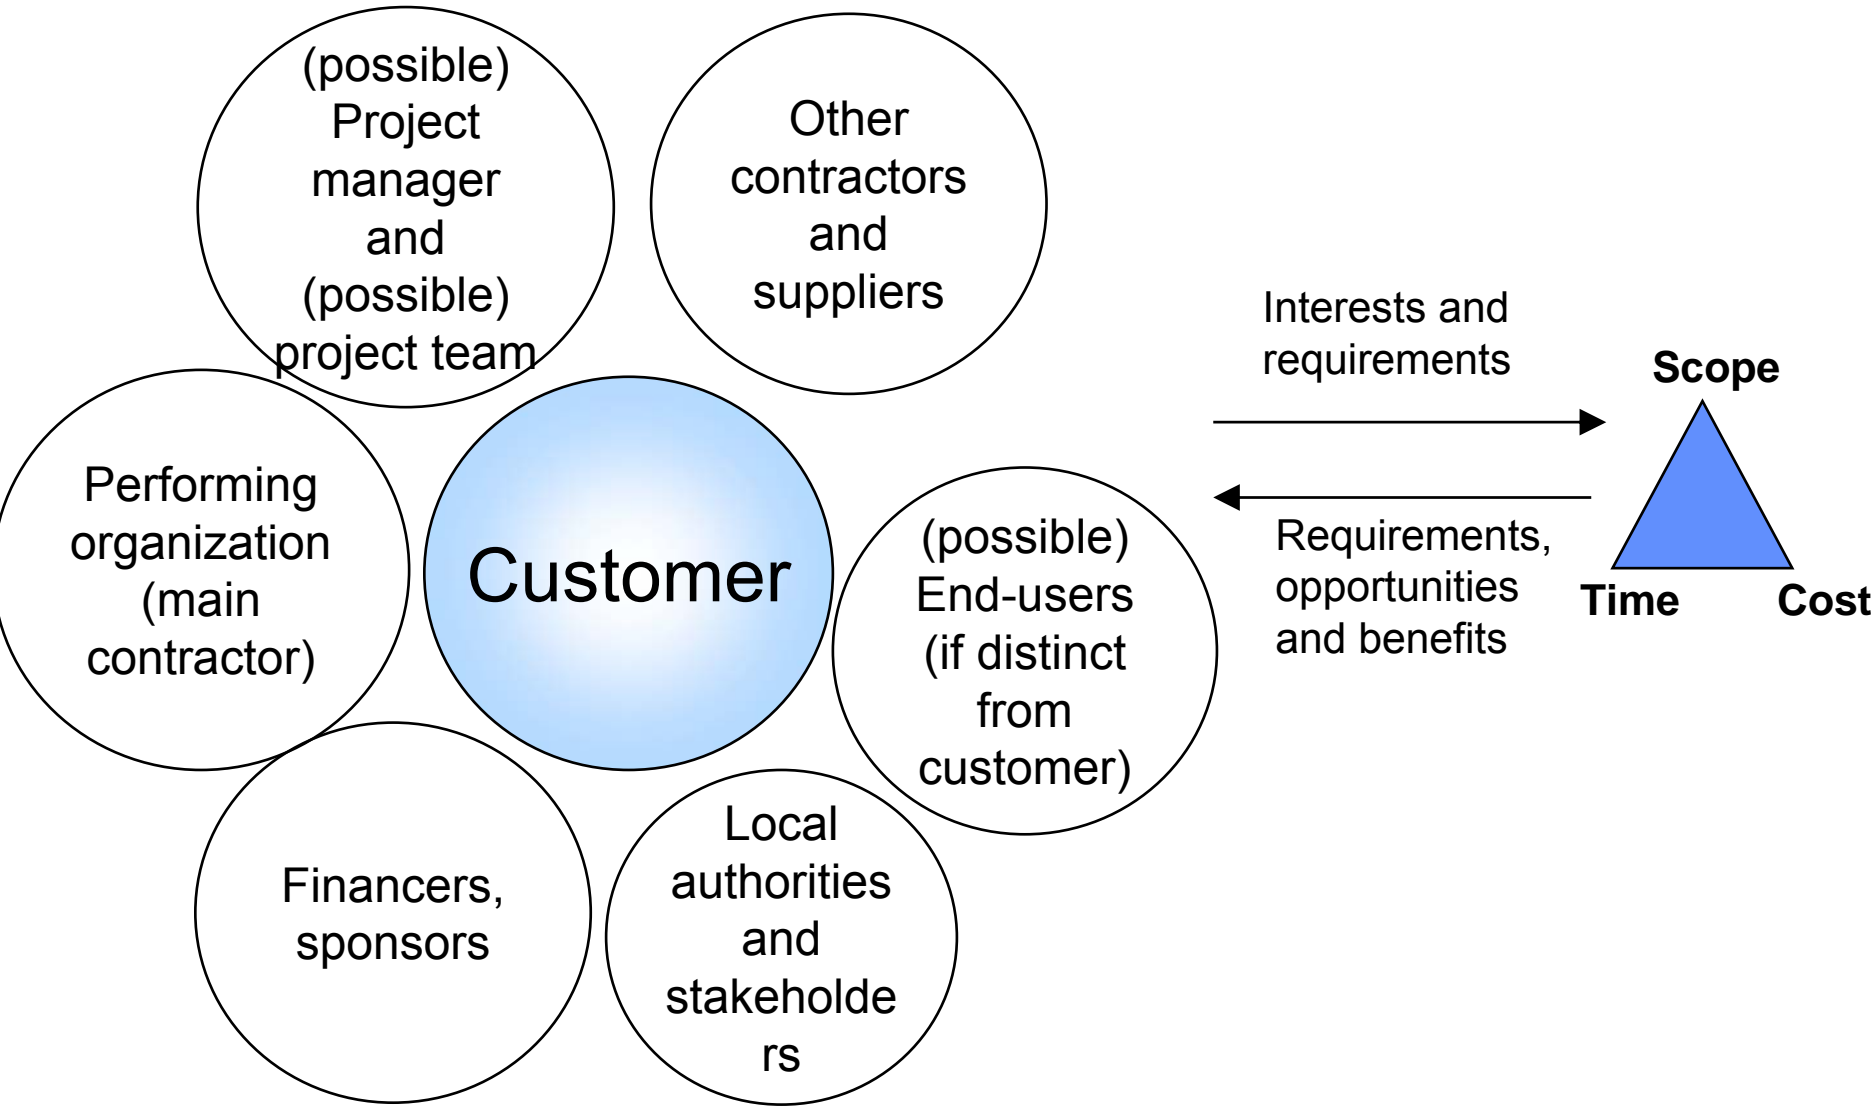 (possible)
Project
manager
and
(possible)
project team
Other
contractors
and
suppliers
Performing
organization
(main
contractor)
Customer
(possible)
End-users
(if distinct
from
customer)
Financers,
sponsors
Local
authorities
and
stakeholde
rs
Interests and
requirements
Requirements,
opportunities
and benefits
Scope
Time
Cost